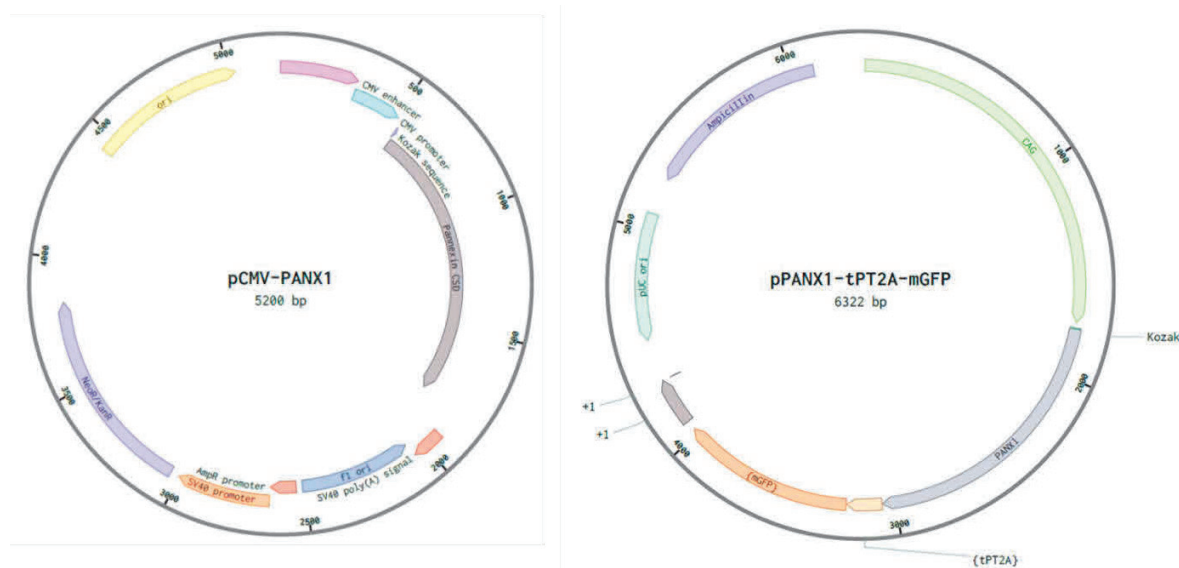 5000
500
ori
CMV enhancer
4500
CMV promoter
Kozak sequence
1000
Pannexin CSD
4000
pCMV-PANX1
5200 bp
1500
NeoR/KanR
3500
AmpR promoter
f1 ori
SV40 promoter
SV40 poly(A) signal
2000
3000
2500
6000
Ampicillin
CAG
1000
5000
pUC ori
pPANX1-tPT2A-mGFP
6322 bp
Kozak
2000
+1
+1
PANX1
4000
{mGFP}
3000
{tPT2A}